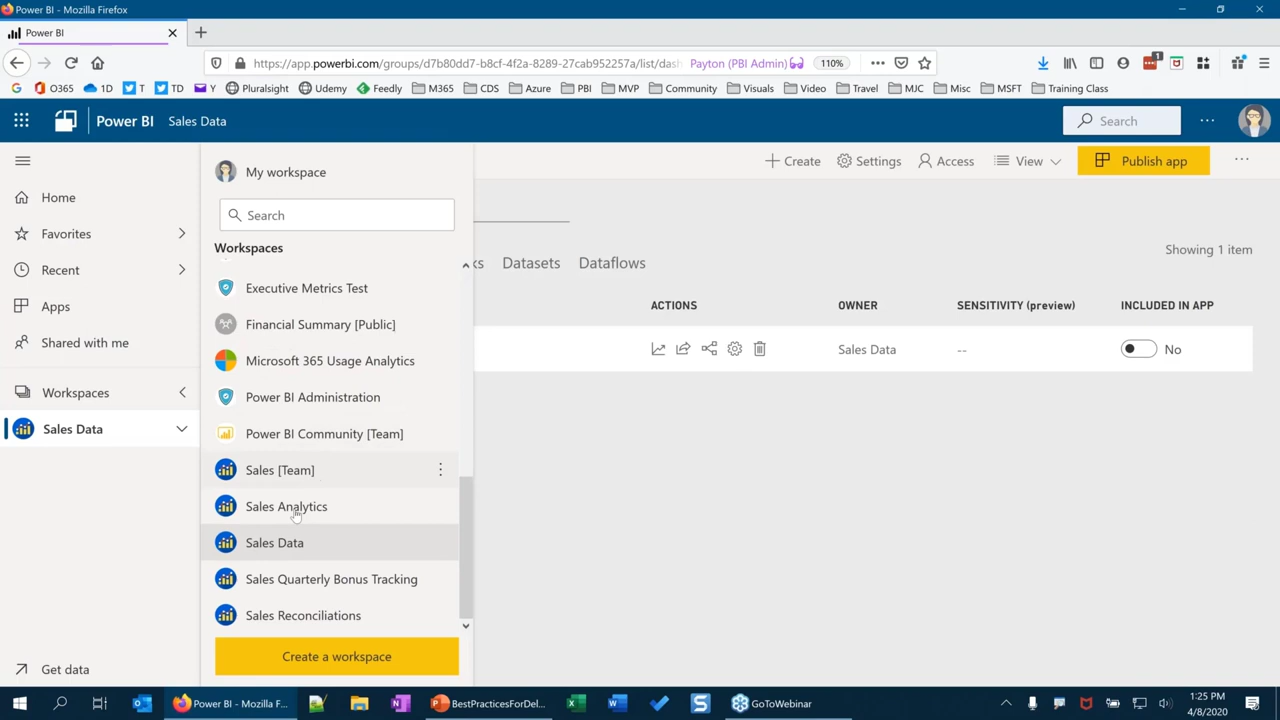 Power BI - Mozilla Firefox
Power BI
https://app.powerbi.com/groups/d7b80dd7-b8cf-4f2a-8289-27cab952257a/list/das
Payton (PBI Admin)
110%
O365 1D T TD Y Pluralsight Udemy Feedly M365 CDS Azure PBI MVP Community Visuals Video Travel MJC Misc MSFT Training Class
Power BI Sales Data
Search
My workspace
Create Settings Access View Publish app
Home
Search
Favorites
Workspaces
Showing 1 item
ks Datasets Dataflows
Recent
Executive Metrics Test
ACTIONS OWNER SENSITIVITY (preview) INCLUDED IN APP
Apps
Financial Summary [Public]
Shared with me
Sales Data -- No
Microsoft 365 Usage Analytics
Workspaces
Power BI Administration
Sales Data
Power BI Community [Team]
Sales [Team]
Sales Analytics
Sales Data
Sales Quarterly Bonus Tracking
Sales Reconciliations
Create a workspace
Get data
Power BI - Mozilla F...
BestPracticesForDel...
GoToWebinar
1:25 PM
4/8/2020